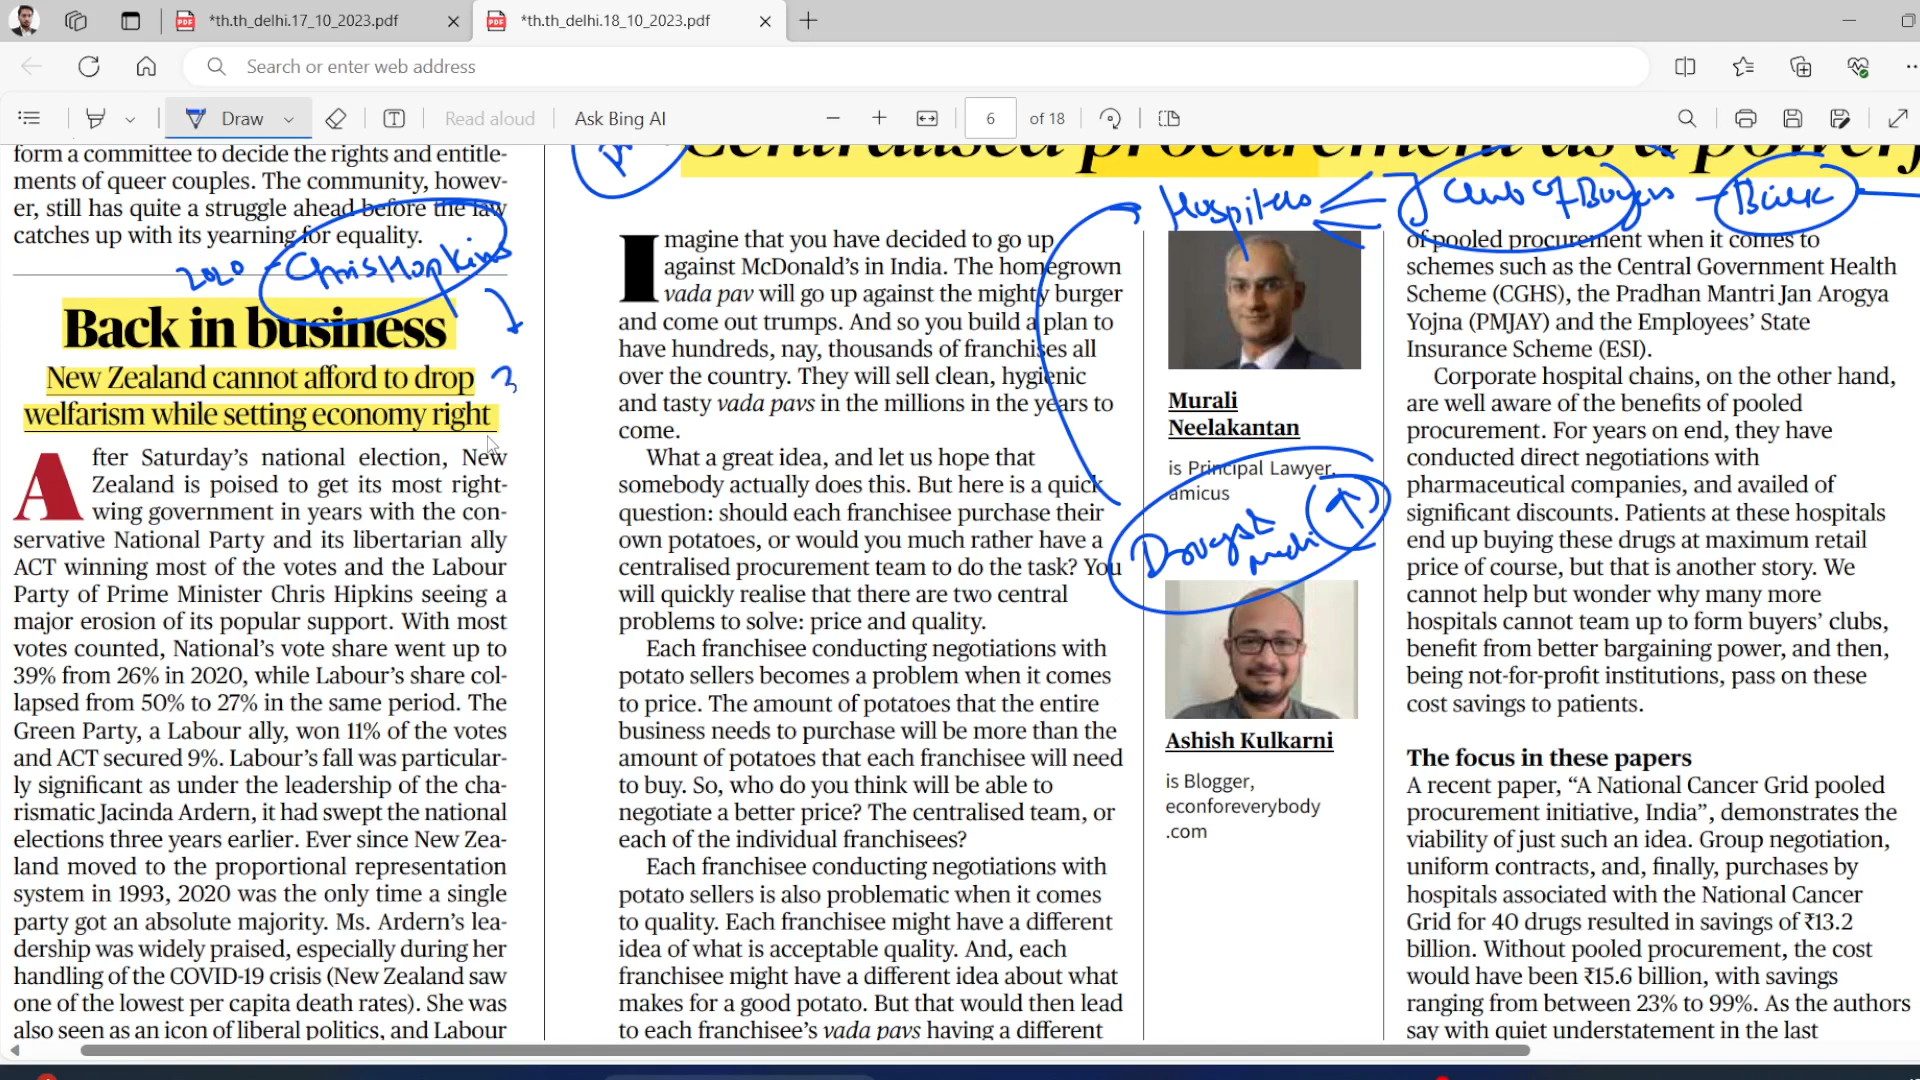 *th.th_delhi.17_10_2023.pdf
*th.th_delhi.18_10_2023.pdf
Search or enter web address
Draw
Read aloud
Ask Bing AI
6
of 18
form a committee to decide the rights and entitle-
ments of queer couples. The community, howev-
er, still has quite a struggle ahead before the law
catches up with its yearning for equality.
2020 - Chris Hopkins
Back in business
New Zealand cannot afford to drop
welfarism while setting economy right
3
After Saturday's national election, New
Zealand is poised to get its most right-
wing government in years with the con-
servative National Party and its libertarian ally
ACT winning most of the votes and the Labour
Party of Prime Minister Chris Hipkins seeing a
major erosion of its popular support. With most
votes counted, National's vote share went up to
39% from 26% in 2020, while Labour's share col-
lapsed from 50% to 27% in the same period. The
Green Party, a Labour ally, won 11% of the votes
and ACT secured 9%. Labour's fall was particular-
ly significant as under the leadership of the cha-
rismatic Jacinda Ardern, it had swept the national
elections three years earlier. Ever since New Zea-
land moved to the proportional representation
system in 1993, 2020 was the only time a single
party got an absolute majority. Ms. Ardern's lea-
dership was widely praised, especially during her
handling of the COVID-19 crisis (New Zealand saw
one of the lowest per capita death rates). She was
also seen as an icon of liberal politics, and Labour
Centralised procurement as a powerf
Imagine that you have decided to go up
against McDonald's in India. The homegrown
vada pav will go up against the mighty burger
and come out trumps. And so you build a plan to
have hundreds, nay, thousands of franchises all
over the country. They will sell clean, hygienic
and tasty vada pavs in the millions in the years to
come.
What a great idea, and let us hope that
somebody actually does this. But here is a quick
question: should each franchisee purchase their
own potatoes, or would you much rather have a
centralised procurement team to do the task? You
will quickly realise that there are two central
problems to solve: price and quality.
Each franchisee conducting negotiations with
potato sellers becomes a problem when it comes
to price. The amount of potatoes that the entire
business needs to purchase will be more than the
amount of potatoes that each franchisee will need
to buy. So, who do you think will be able to
negotiate a better price? The centralised team, or
each of the individual franchisees?
Each franchisee conducting negotiations with
potato sellers is also problematic when it comes
to quality. Each franchisee might have a different
idea of what is acceptable quality. And, each
franchisee might have a different idea about what
makes for a good potato. But that would then lead
to each franchisee's vada pavs having a different
Club of Buyers - Bulk
Murali
Neelakantan
is Principal Lawyer,
amicus
Ashish Kulkarni
is Blogger,
econforeverybody
.com
of pooled procurement when it comes to
schemes such as the Central Government Health
Scheme (CGHS), the Pradhan Mantri Jan Arogya
Yojna (PMJAY) and the Employees' State
Insurance Scheme (ESI).
Corporate hospital chains, on the other hand,
are well aware of the benefits of pooled
procurement. For years on end, they have
conducted direct negotiations with
pharmaceutical companies, and availed of
significant discounts. Patients at these hospitals
end up buying these drugs at maximum retail
price of course, but that is another story. We
cannot help but wonder why many more
hospitals cannot team up to form buyers' clubs,
benefit from better bargaining power, and then,
being not-for-profit institutions, pass on these
cost savings to patients.
The focus in these papers
A recent paper, “A National Cancer Grid pooled
procurement initiative, India”, demonstrates the
viability of just such an idea. Group negotiation,
uniform contracts, and, finally, purchases by
hospitals associated with the National Cancer
Grid for 40 drugs resulted in savings of ₹13.2
billion. Without pooled procurement, the cost
would have been ₹15.6 billion, with savings
ranging from between 23% to 99%. As the authors
say with quiet understatement in the last